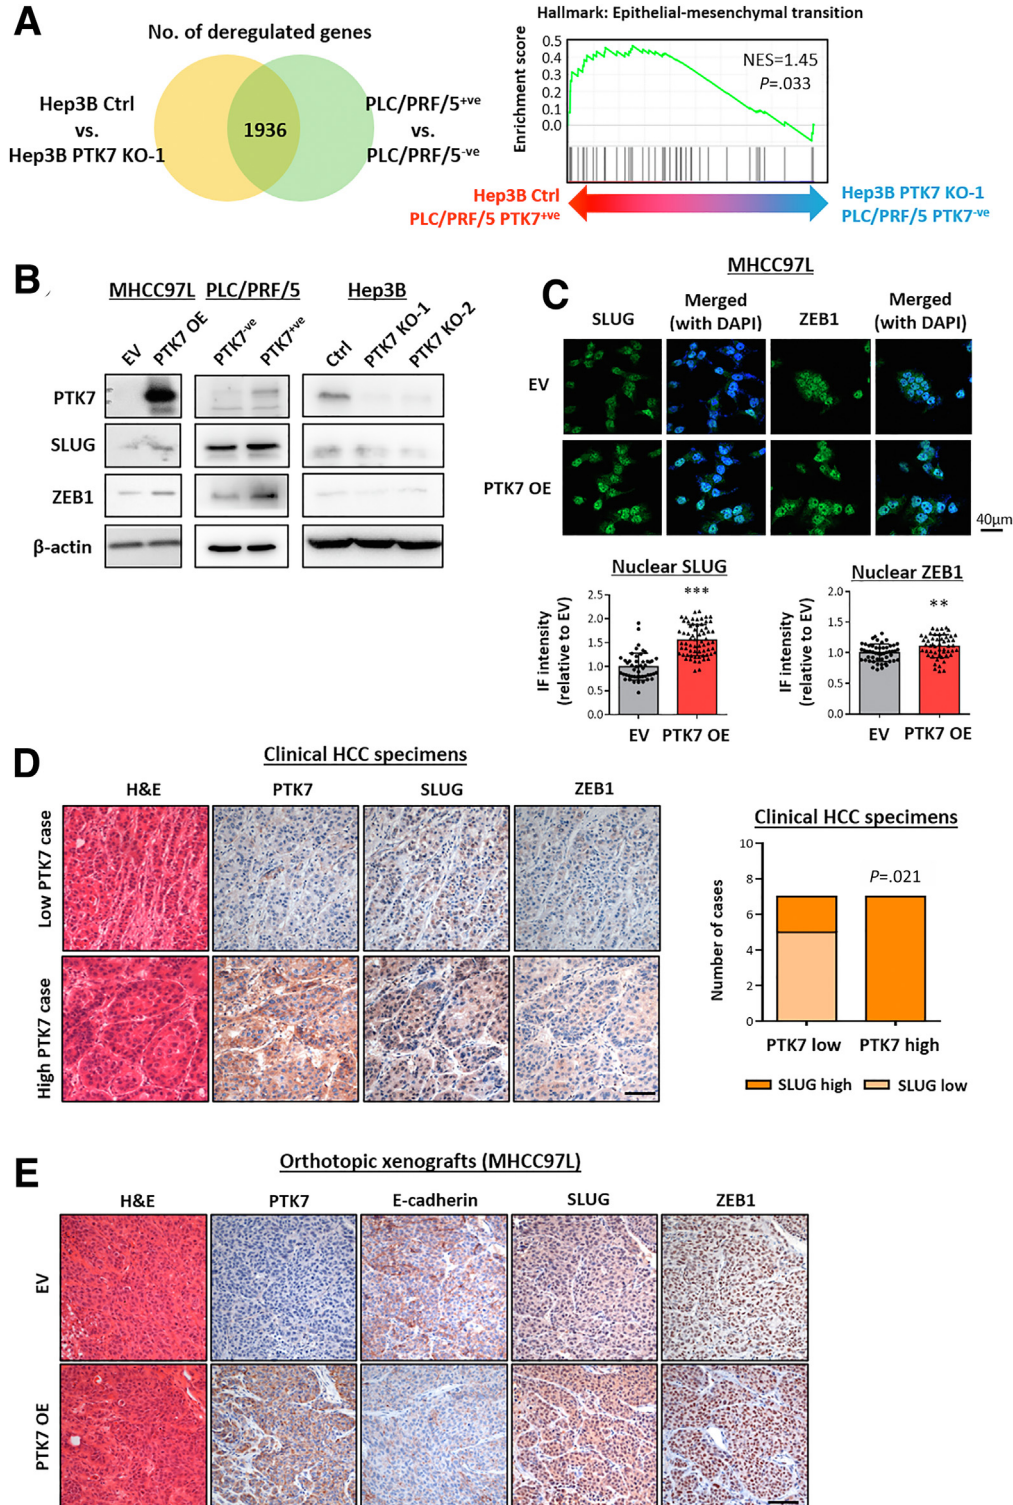 A
No. of deregulated genes
Hep3B Ctrl
vs.
Hep3B PTK7 KO-1
1936
PLC/PRF/5+ve
vs.
PLC/PRF/5-ve
Hallmark: Epithelial-mesenchymal transition
Enrichment score
0.5
0.4
0.3
0.2
0.1
0.0
NES=1.45
P=.033
Hep3B Ctrl
PLC/PRF/5 PTK7+ve
Hep3B PTK7 KO-1
PLC/PRF/5 PTK7-ve
B
MHCC97L
PLC/PRF/5
Hep3B
EV
PTK7 OE
PTK7-ve
PTK7+ve
Ctrl
PTK7 KO-1
PTK7 KO-2
PTK7
SLUG
ZEB1
β-actin
C
MHCC97L
SLUG
Merged
(with DAPI)
ZEB1
Merged
(with DAPI)
EV
PTK7 OE
40μm
Nuclear SLUG
IF intensity
(relative to EV)
2.5
2.0
1.5
1.0
0.5
0.0
***
EV
PTK7 OE
Nuclear ZEB1
IF intensity
(relative to EV)
2.0
1.5
1.0
0.5
0.0
**
EV
PTK7 OE
D
Clinical HCC specimens
H&E
PTK7
SLUG
ZEB1
Low PTK7 case
High PTK7 case
Clinical HCC specimens
Number of cases
10
8
6
4
2
0
P=.021
PTK7 low
PTK7 high
SLUG high
SLUG low
E
Orthotopic xenografts (MHCC97L)
H&E
PTK7
E-cadherin
SLUG
ZEB1
EV
PTK7 OE